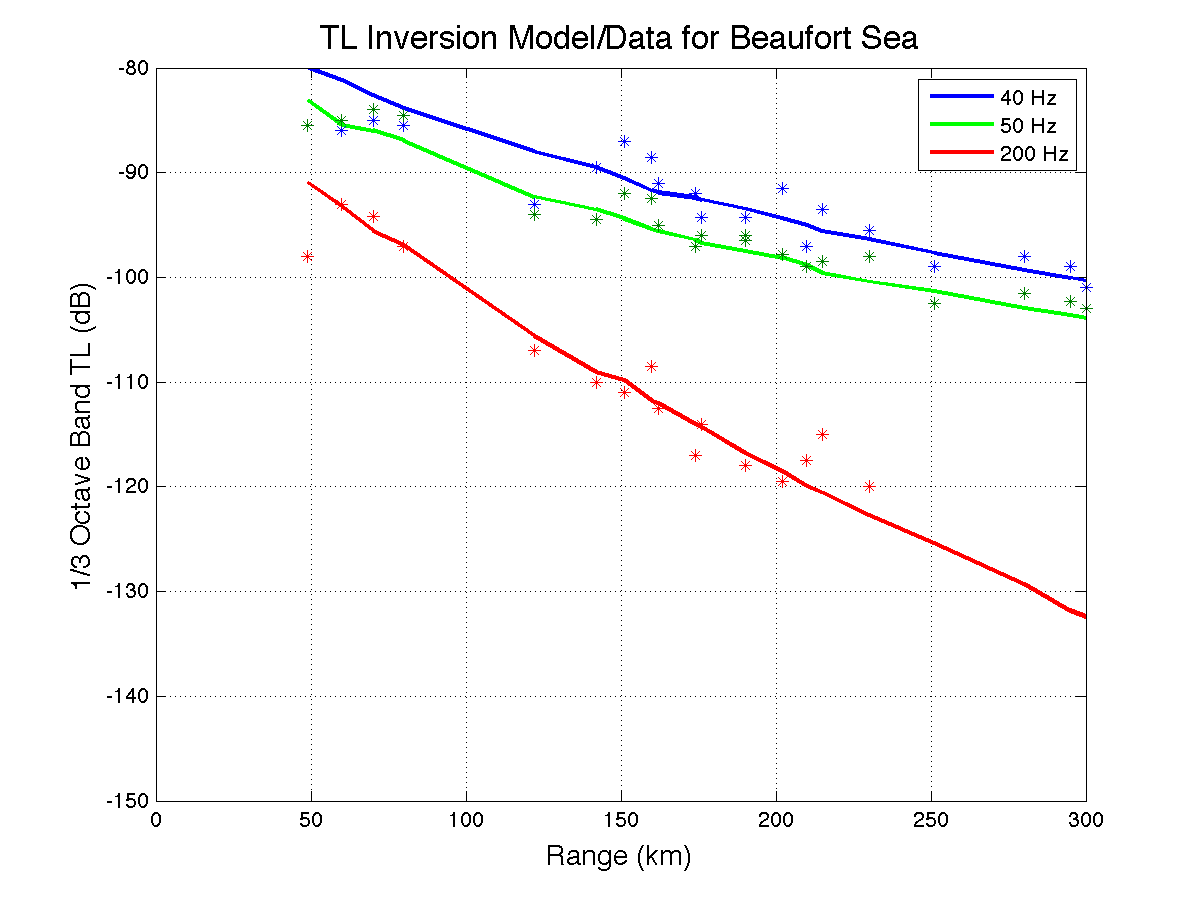 TL Inversion Model/Data for Beaufort Sea
40 Hz
50 Hz
200 Hz
1/3 Octave Band TL (dB)
-80
-90
-100
-110
-120
-130
-140
-150
0 50 100 150 200 250 300
Range (km)